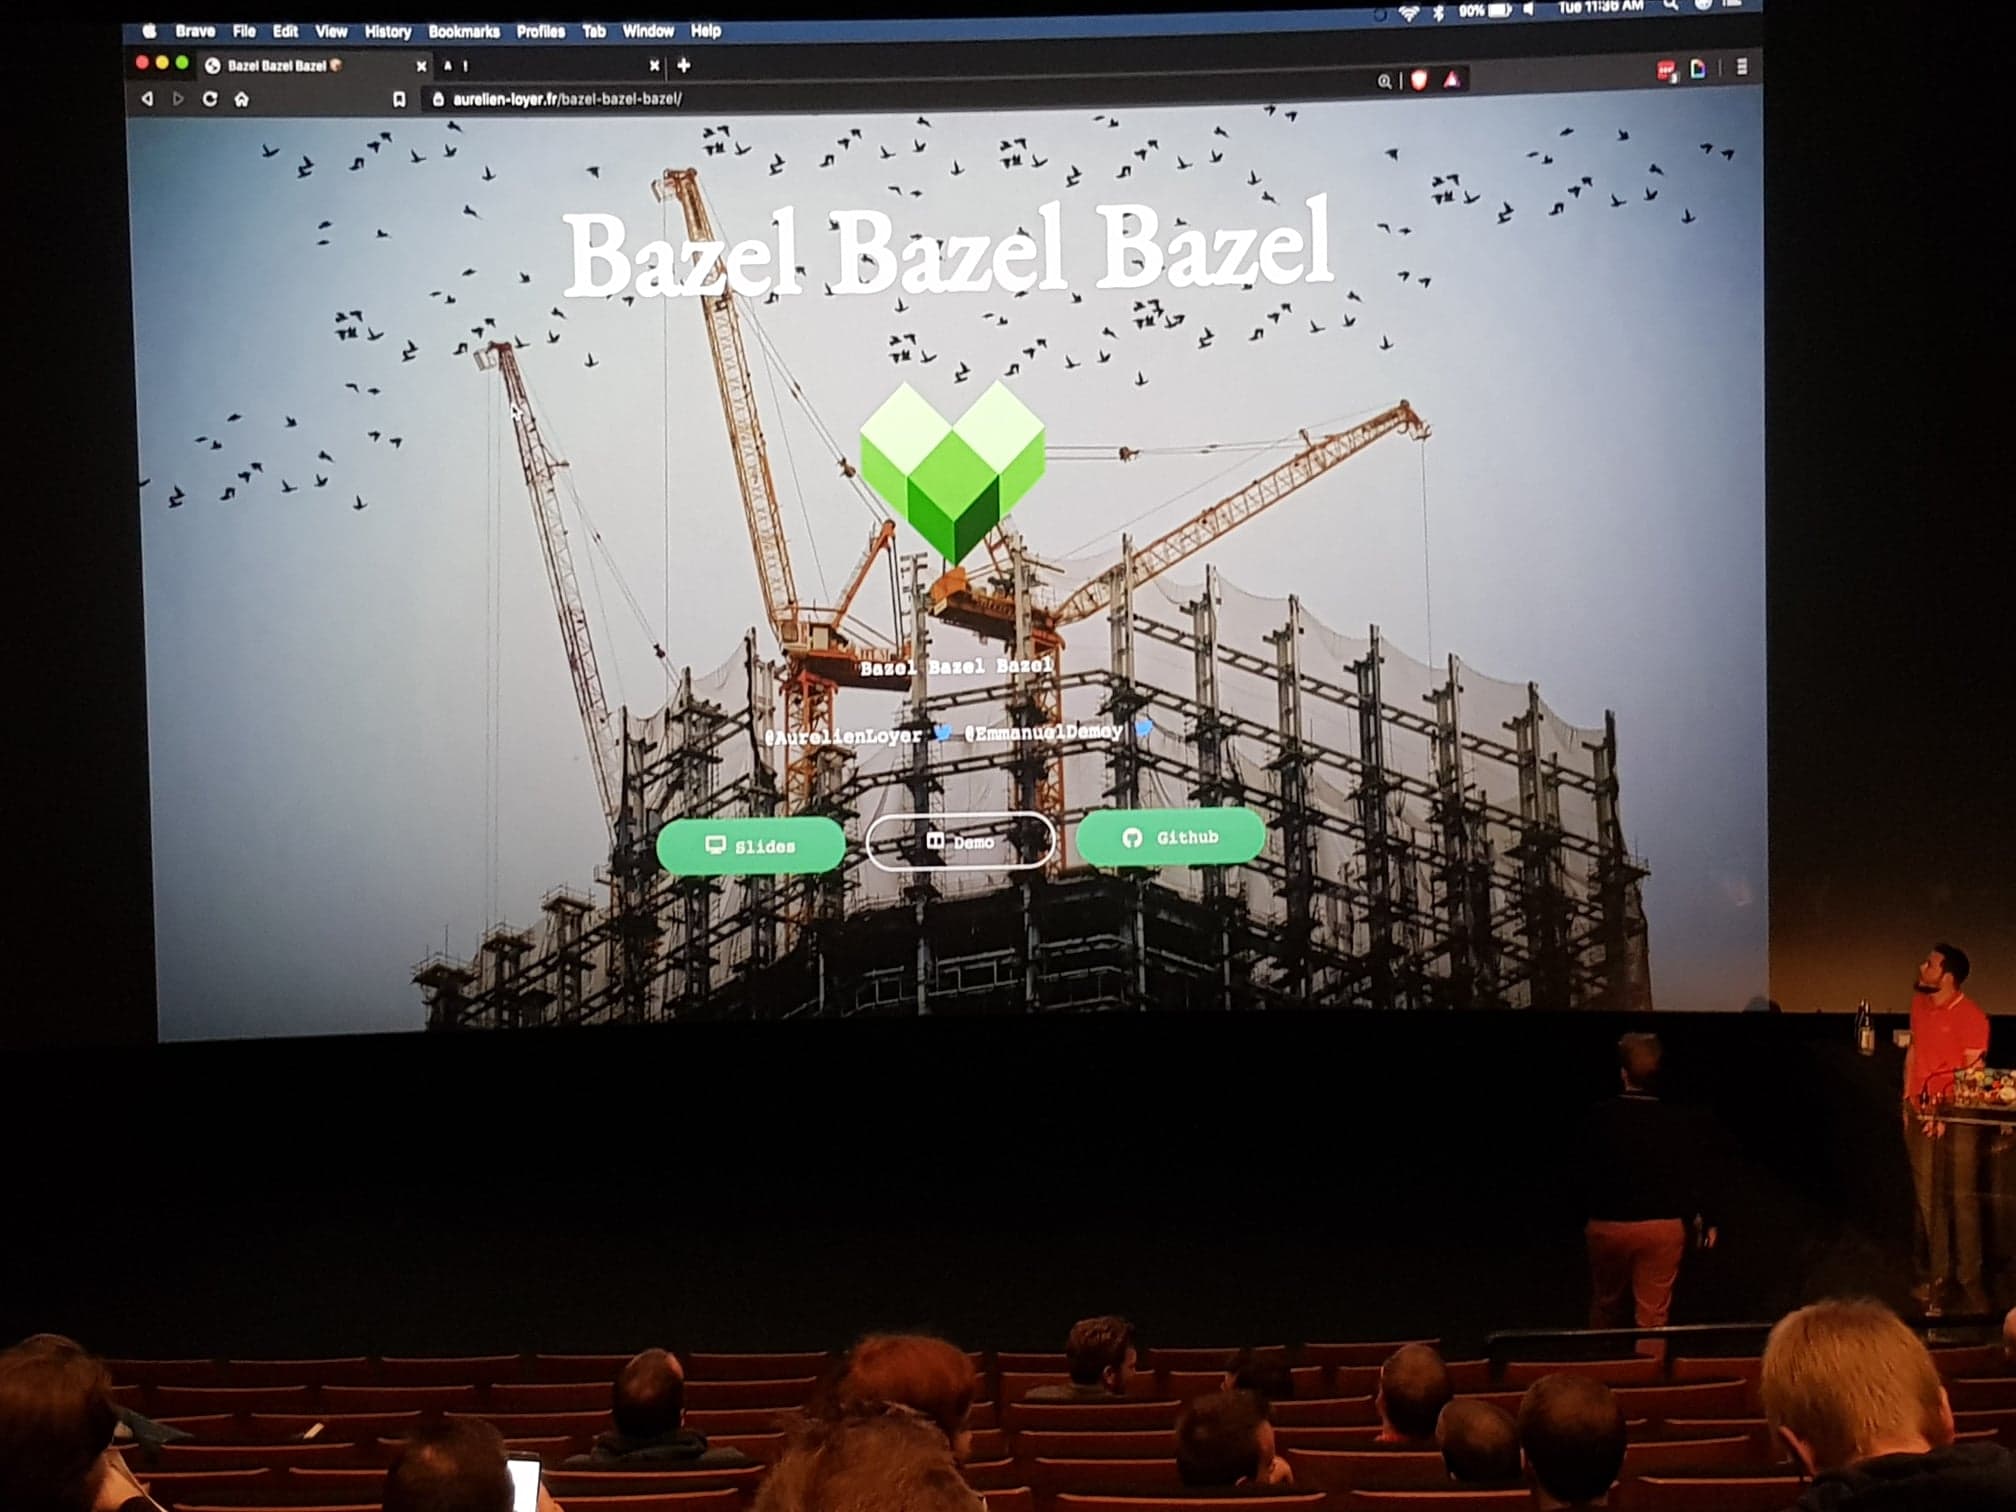 Brave File Edit View History Bookmarks Profiles Tab Window Help
90% Tue 11:36 AM
Bazel Bazel Bazel
aurelien-loyer.fr/bazel-bazel-bazel/
Bazel Bazel Bazel
Bazel Bazel Bazel
@AurelienLoyer @EmmanuelDemey
Slides Demo Github